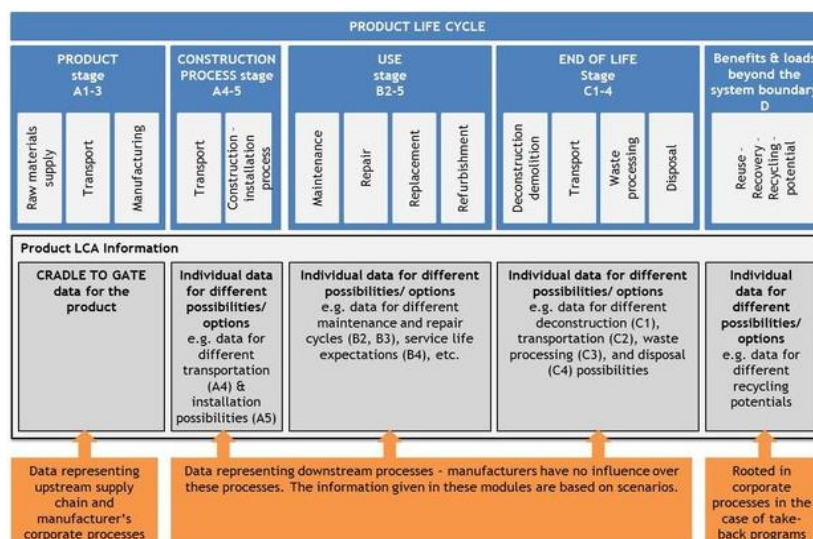 PRODUCT LIFE CYCLE
PRODUCT
stage
A1-3
CONSTRUCTION
PROCESS stage
A4-5
USE
stage
B2-5
END OF LIFE
Stage
C1-4
Benefits & loads
beyond the
system boundary
D
Raw materials
supply
Transport
Manufacturing
Transport
Construction -
installation
process
Maintenance
Repair
Replacement
Refurbishment
Deconstruction
demolition
Transport
Waste
processing
Disposal
Reuse -
Recovery -
Recycling -
potential
Product LCA Information
CRADLE TO GATE
data for the
product
Individual data
for different
possibilities/
options
e.g. data for
different
transportation
(A4) &
installation
possibilities (A5)
Individual data for different
possibilities/ options
e.g. data for different
maintenance and repair
cycles (B2, B3), service life
expectations (B4), etc.
Individual data for different
possibilities/ options
e.g. data for different
deconstruction (C1),
transportation (C2), waste
processing (C3), and disposal
(C4) possibilities
Individual
data for
different
possibilities/
options
e.g. data for
different
recycling
potentials
Data representing
upstream supply
chain and
manufacturer's
corporate processes
Data representing downstream processes - manufacturers have no influence over
these processes. The information given in these modules are based on scenarios.
Rooted in
corporate
processes in the
case of take-
back programs